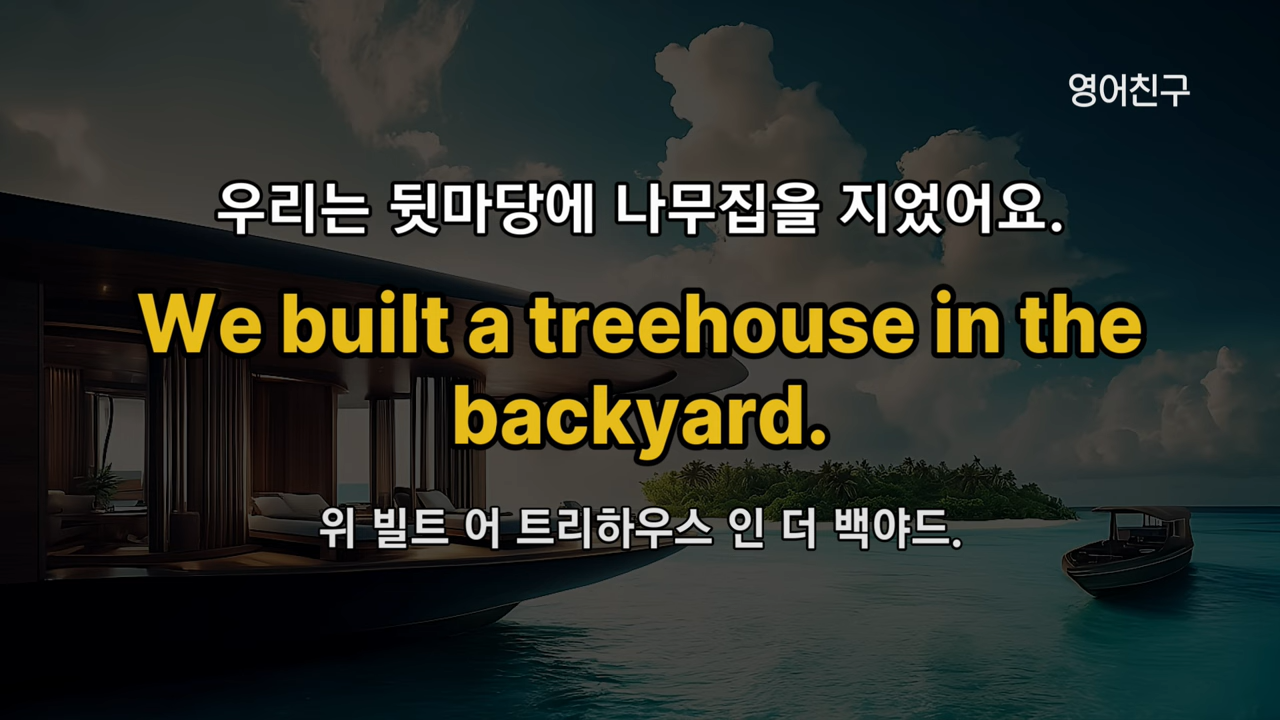 영어친구
우리는 뒷마당에 나무집을 지었어요.
We built a treehouse in the
backyard.
위 빌트 어 트리하우스 인 더 백야드.